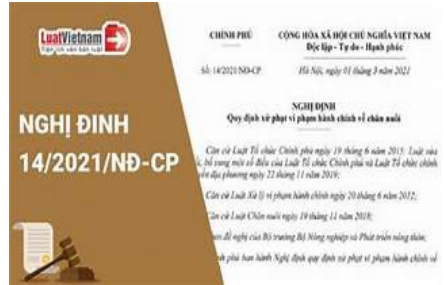 LuatVietnam
Tiện ích văn bản luật
NGHỊ ĐINH
14/2021/NĐ-CP
CHÍNH PHỦ
CỘNG HÒA XÃ HỘI CHỦ NGHĨA VIỆT NAM
Độc lập - Tự do - Hạnh phúc
Số: 14/2021/NĐ-CP
Hà Nội, ngày 01 tháng 3 năm 2021
NGHỊ ĐỊNH
Quy định xử phạt vi phạm hành chính về chăn nuôi
Căn cứ Luật Tổ chức Chính phủ ngày 19 tháng 6 năm 2015; Luật sửa
bổ sung một số điều của Luật Tổ chức Chính phủ và Luật Tổ chức chính
địa phương ngày 22 tháng 11 năm 2019;
Căn cứ Luật Xử lý vi phạm hành chính ngày 20 tháng 6 năm 2012;
Căn cứ Luật Chăn nuôi ngày 19 tháng 11 năm 2018;
đề nghị của Bộ trưởng Bộ Nông nghiệp và Phát triển nông thôn;
phủ ban hành Nghị định quy định xử phạt vi phạm hành chính về